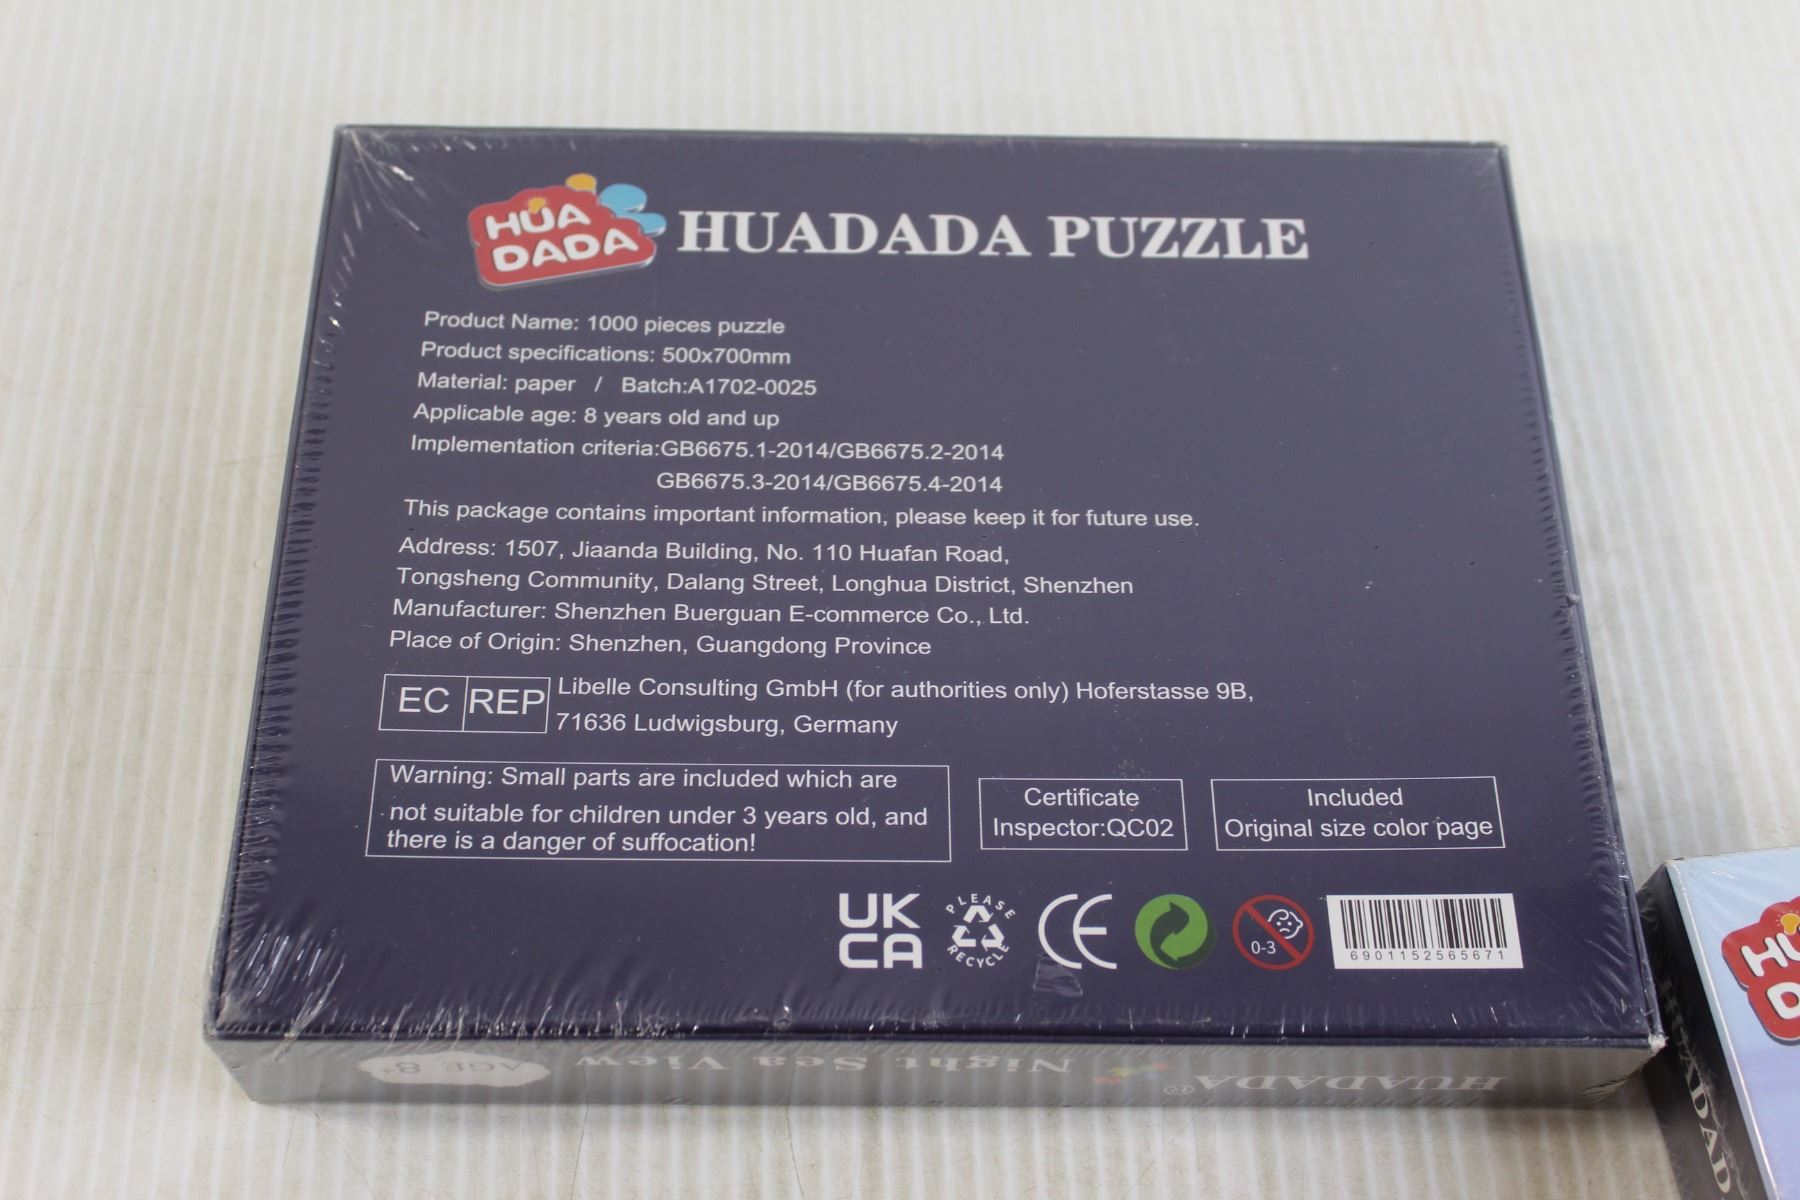 HUA
DADA
HUADADA PUZZLE
Product Name: 1000 pieces puzzle
Product specifications: 500x700mm
Material: paper / Batch:A1702-0025
Applicable age: 8 years old and up
Implementation criteria:GB6675.1-2014/GB6675.2-2014
GB6675.3-2014/GB6675.4-2014
This package contains important information, please keep it for future use.
Address: 1507, Jiaanda Building, No. 110 Huafan Road,
Tongsheng Community, Dalang Street, Longhua District, Shenzhen
Manufacturer: Shenzhen Buerguan E-commerce Co., Ltd.
Place of Origin: Shenzhen, Guangdong Province
EC REP
Libelle Consulting GmbH (for authorities only) Hoferstasse 9B,
71636 Ludwigsburg, Germany
Warning: Small parts are included which are
not suitable for children under 3 years old, and
there is a danger of suffocation!
Certificate
Inspector:QC02
Included
Original size color page
UK
CA
PLEASE
RECYCLE
CE
0-3
6901152565671
HUADADA® Night Sea View AGE 8+